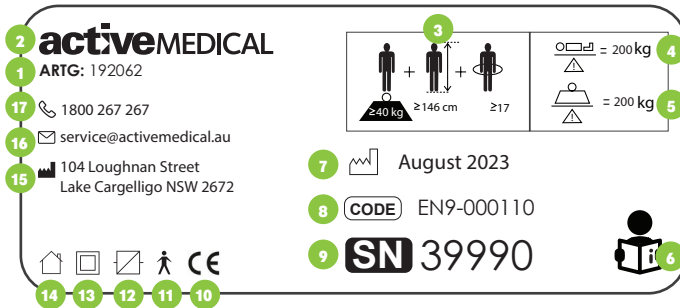 2 activeMEDICAL
1 ARTG: 192062
17 1800 267 267
16 service@activemedical.au
15 104 Loughnan Street
Lake Cargelligo NSW 2672
3
+ +
≥40 kg ≥146 cm ≥17
= 200 kg 4
= 200 kg 5
7 August 2023
8 CODE EN9-000110
9 SN 39990
i 6
CE
14 13 12 11 10